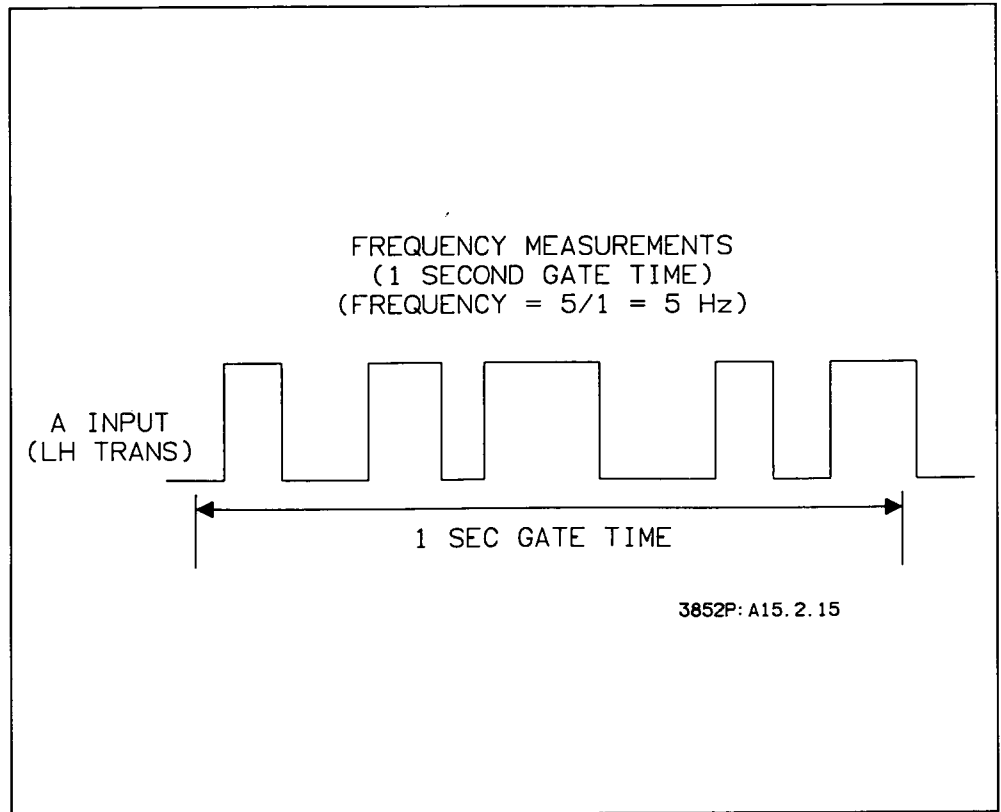 FREQUENCY MEASUREMENTS
(1 SECOND GATE TIME)
(FREQUENCY = 5/1 = 5 Hz)
A INPUT
(LH TRANS)
1 SEC GATE TIME
3852P: A15.2.15